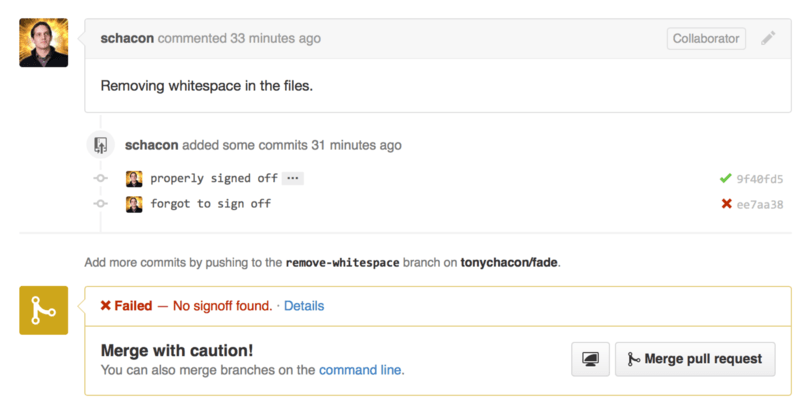 schacon commented 33 minutes ago Collaborator
Removing whitespace in the files.
schacon added some commits 31 minutes ago
properly signed off ... 9f40fd5
forgot to sign off ee7aa38
Add more commits by pushing to the remove-whitespace branch on tonychacon/fade.
Failed — No signoff found. · Details
Merge with caution!
You can also merge branches on the command line.
Merge pull request